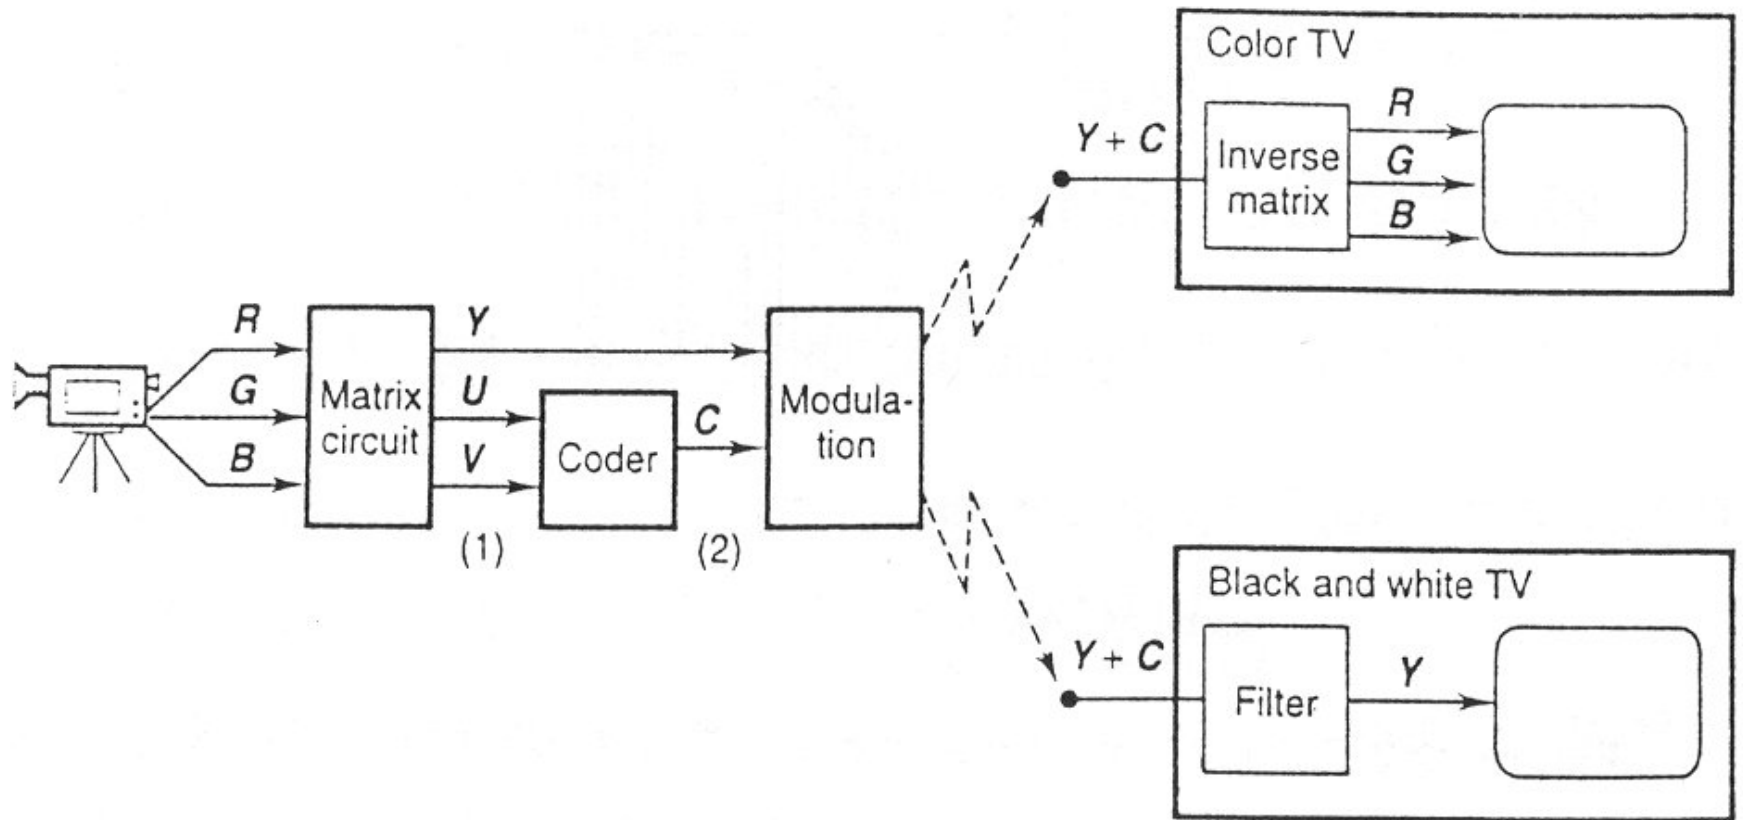 Color TV
R
Y + C
Inverse
matrix
G
B
R
Y
G
Matrix
circuit
U
Coder
C
Modula-
tion
B
V
(1)
(2)
Black and white TV
Y + C
Filter
Y